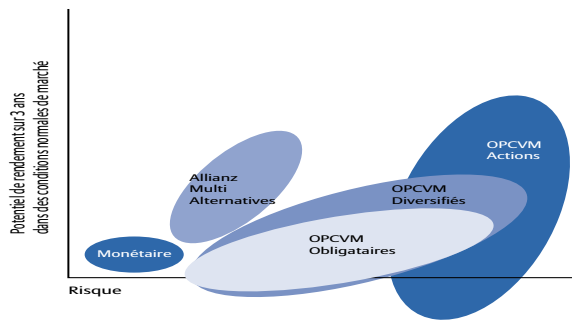 Potentiel de rendement sur 3 ans
dans des conditions normales de marché
OPCVM
Actions
Allianz
Multi
Alternatives
OPCVM
Diversifiés
OPCVM
Obligataires
Monétaire
Risque